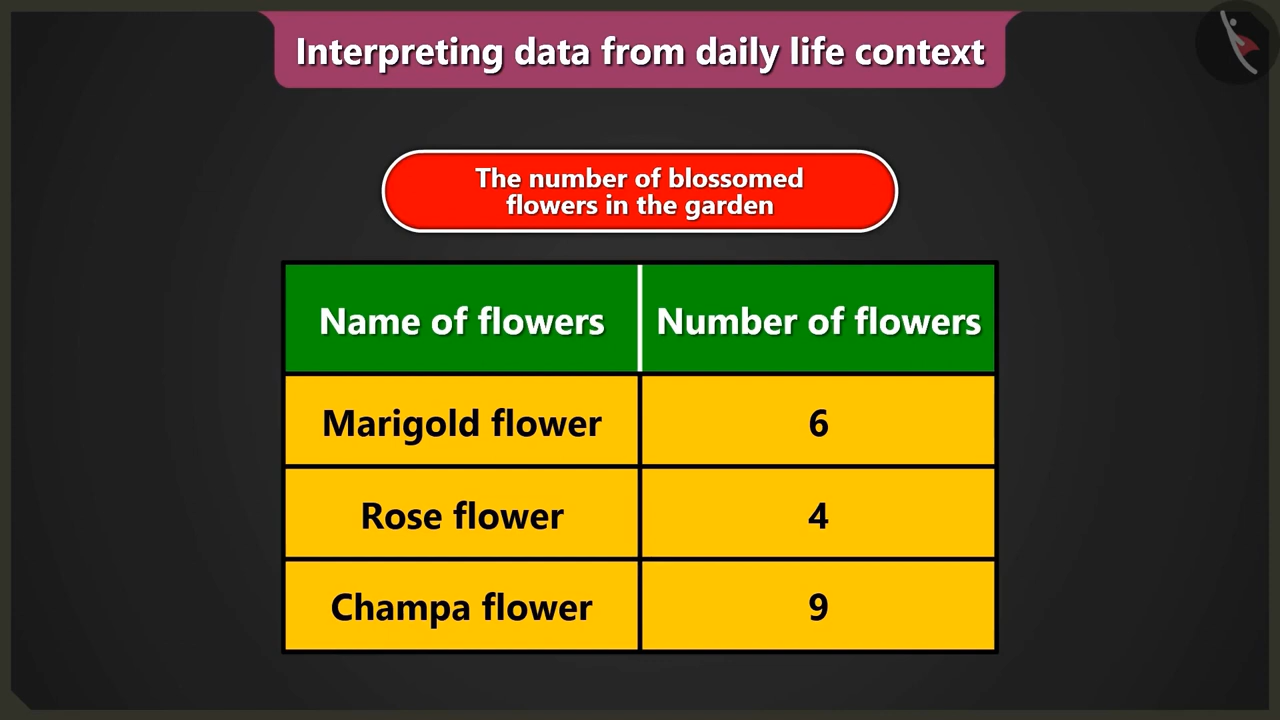 Interpreting data from daily life context
The number of blossomed
flowers in the garden
Name of flowers Number of flowers
Marigold flower 6
Rose flower 4
Champa flower 9